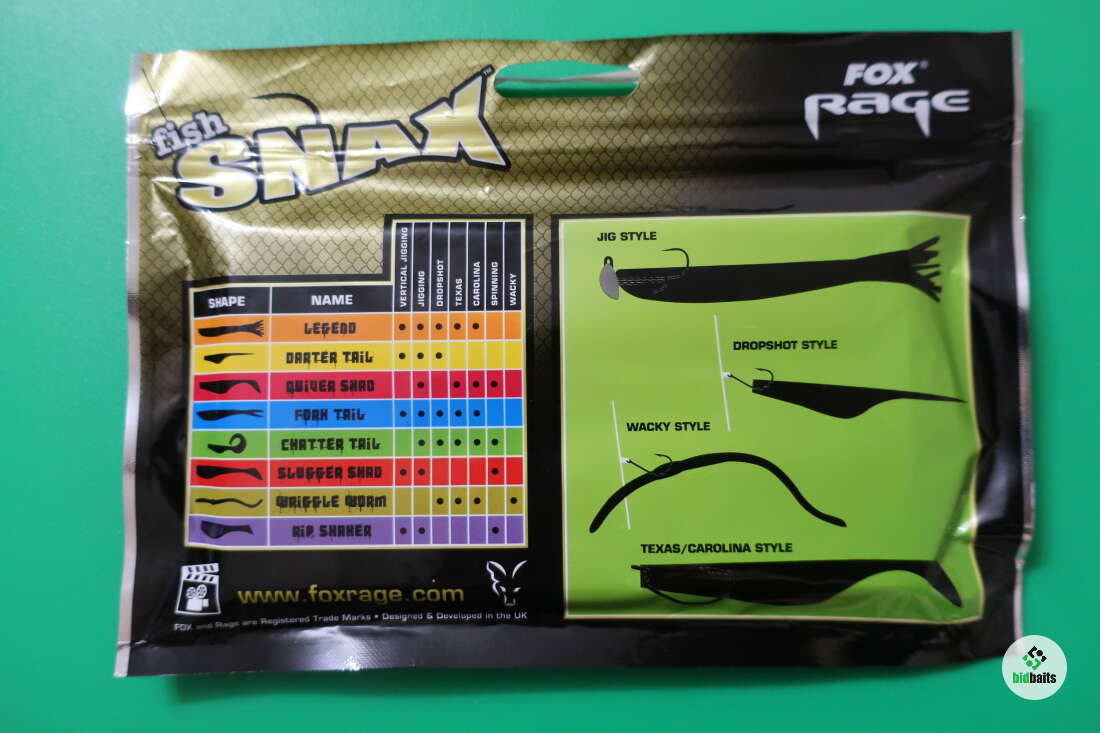 fish
SNAX™
FOX®
RAGE
SHAPE
NAME
VERTICAL JIGGING
JIGGING
DROPSHOT
TEXAS
CAROLINA
SPINNING
WACKY
LEGEND
DARTER TAIL
QUIVER SHAD
FORK TAIL
CHATTER TAIL
SLUGGER SHAD
WRIGGLE WORM
RIP SHAKER
www.foxrage.com
FOX and Rage are Registered Trade Marks • Designed & Developed in the UK
JIG STYLE
DROPSHOT STYLE
WACKY STYLE
TEXAS/CAROLINA STYLE
bidbaits